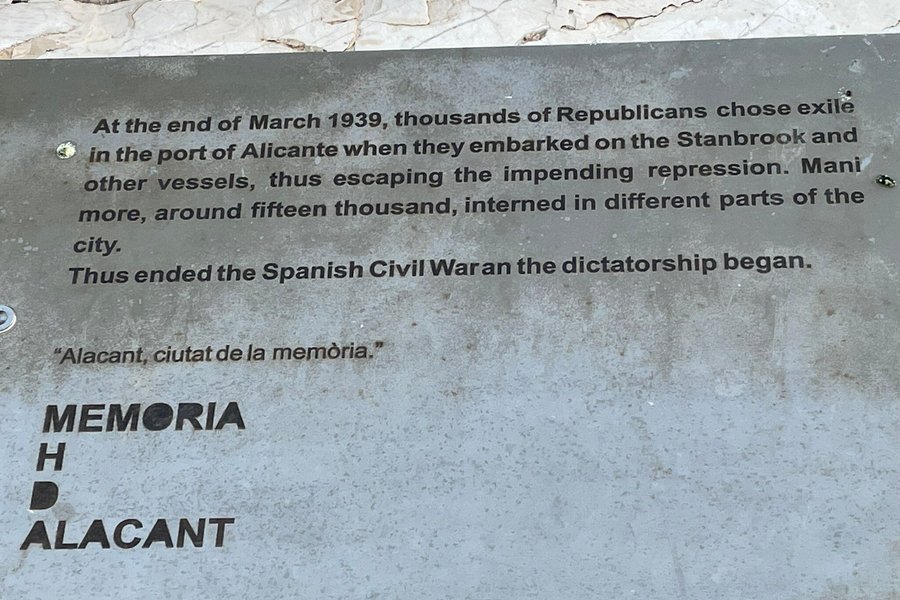 At the end of March 1939, thousands of Republicans chose exile
in the port of Alicante when they embarked on the Stanbrook and
other vessels, thus escaping the impending repression. Mani
more, around fifteen thousand, interned in different parts of the
city.
Thus ended the Spanish Civil War an the dictatorship began.
“Alacant, ciutat de la memòria.”
MEMORIA
H
D
ALACANT